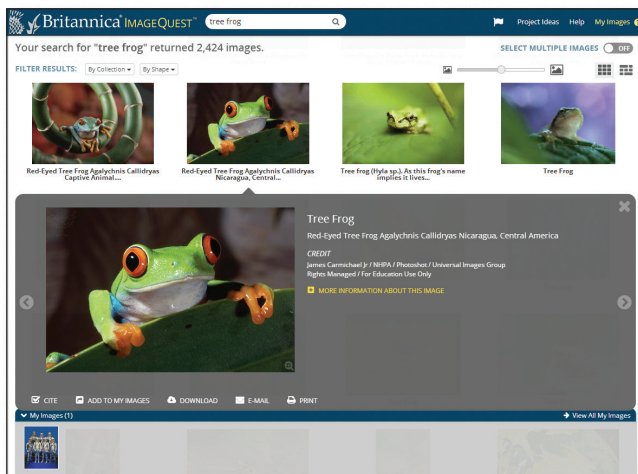 Britannica® ImageQuest™
tree frog
Project Ideas Help My Images
Your search for "tree frog" returned 2,424 images.
SELECT MULTIPLE IMAGES OFF
FILTER RESULTS: By Collection By Shape
Red-Eyed Tree Frog Agalychnis Callidryas
Captive Animal....
Red-Eyed Tree Frog Agalychnis Callidryas
Nicaragua, Central...
Tree frog (Hyla sp.). As this frog's name
implies it lives...
Tree Frog
Tree Frog
Red-Eyed Tree Frog Agalychnis Callidryas Nicaragua, Central America
CREDIT
James Carmichael Jr / NHPA / Photoshot / Universal Images Group
Rights Managed / For Education Use Only
MORE INFORMATION ABOUT THIS IMAGE
CITE ADD TO MY IMAGES DOWNLOAD E-MAIL PRINT
My Images (1) View All My Images